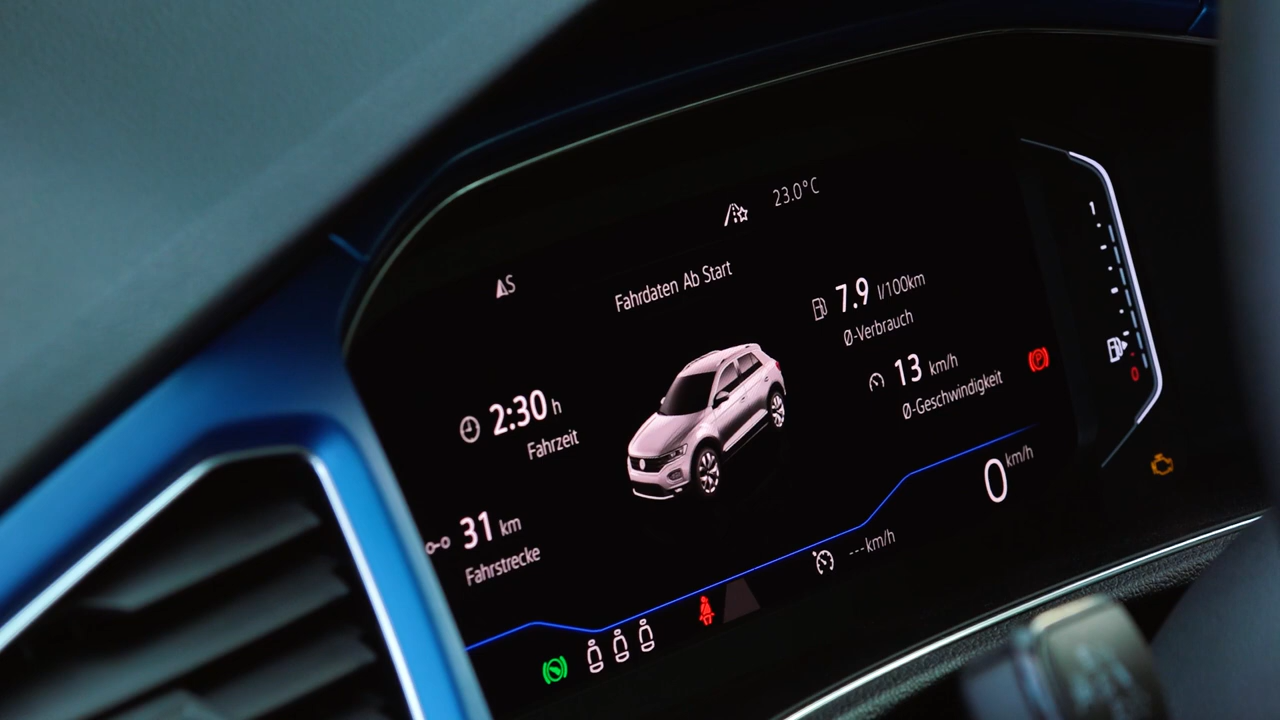 23.0°C
AS
Fahrdaten Ab Start
7.9 l/100km
Ø-Verbrauch
13 km/h
Ø-Geschwindigkeit
2:30 h
Fahrzeit
31 km
Fahrstrecke
0 km/h
--- km/h
1
0
P